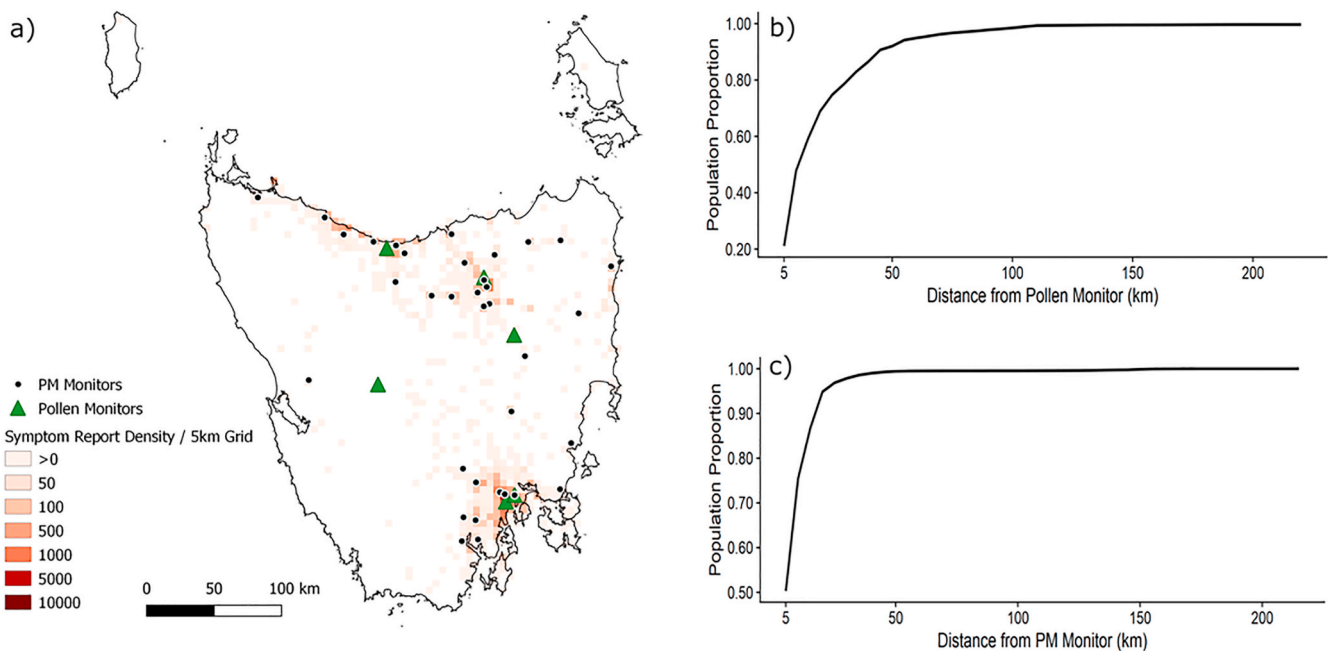 a)
PM Monitors
Pollen Monitors
Symptom Report Density / 5km Grid
>0
50
100
500
1000
5000
10000
0 50 100 km
b)
Population Proportion
1.00
0.80
0.60
0.40
0.20
5 50 100 150 200
Distance from Pollen Monitor (km)
c)
Population Proportion
1.00
0.90
0.80
0.70
0.60
0.50
5 50 100 150 200
Distance from PM Monitor (km)